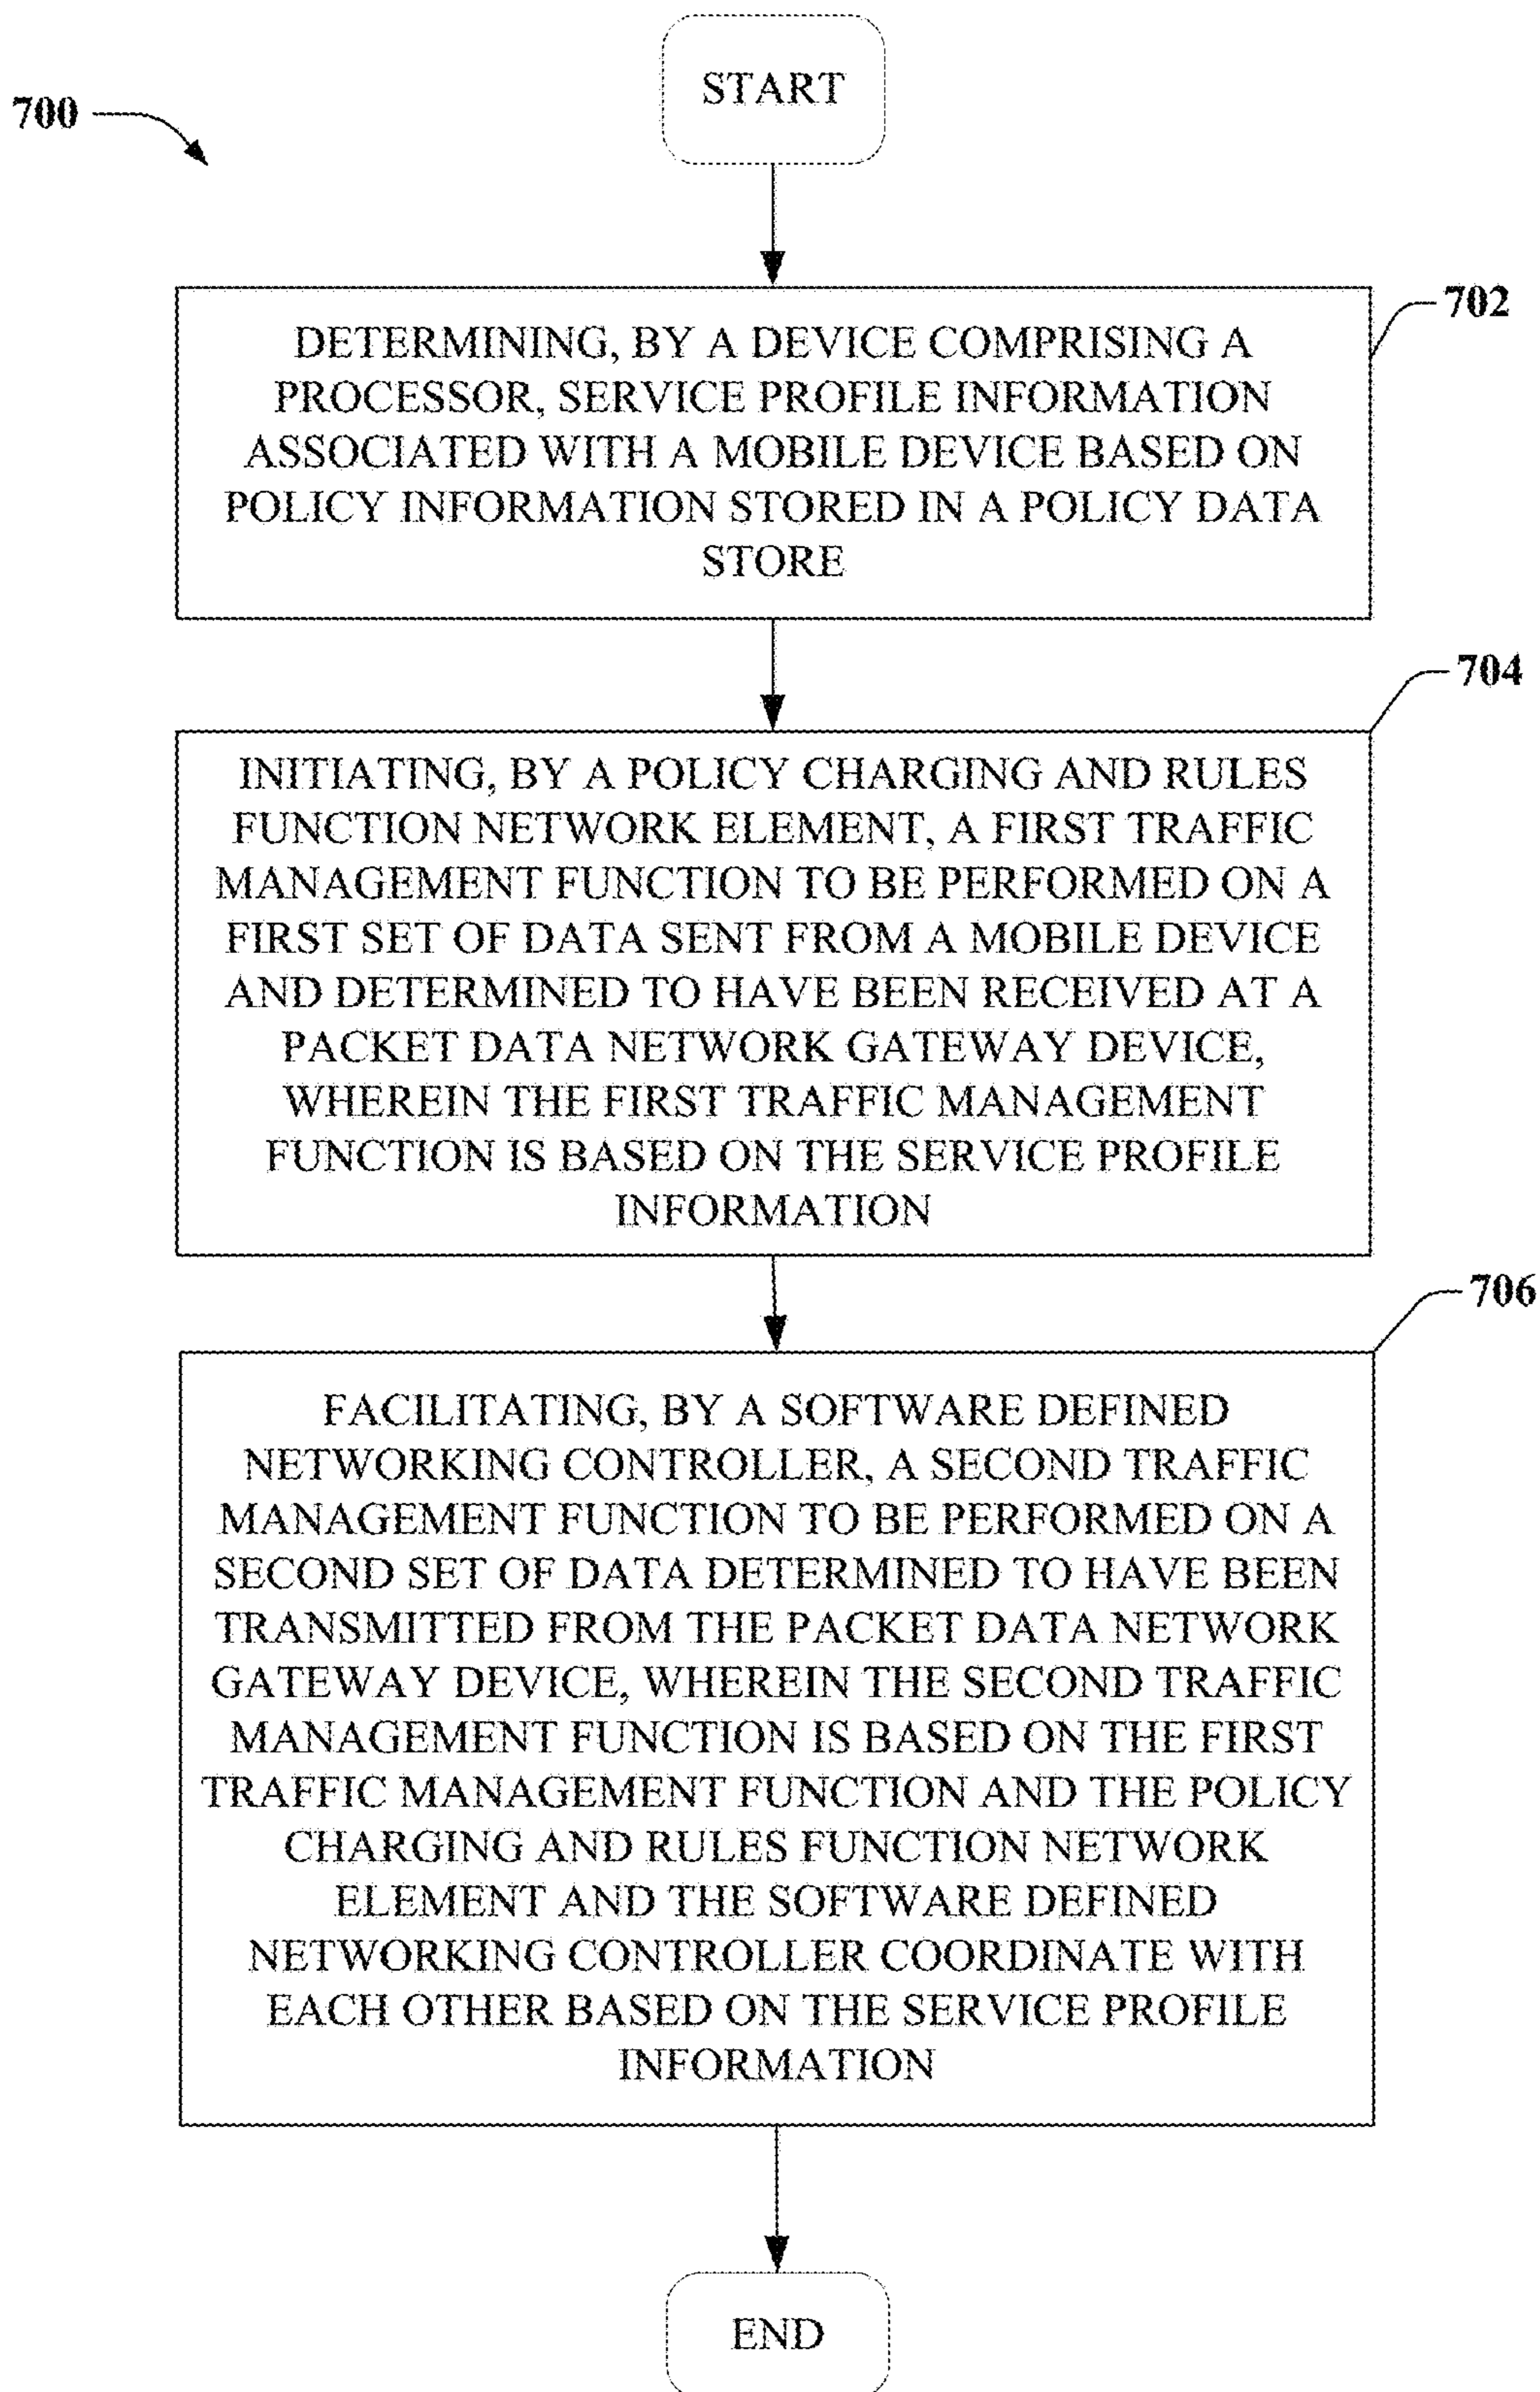 START
700
702
DETERMINING, BY A DEVICE COMPRISING A
PROCESSOR, SERVICE PROFILE INFORMATION
ASSOCIATED WITH A MOBILE DEVICE BASED ON
POLICY INFORMATION STORED IN A POLICY DATA
STORE
704
INITIATING, BY A POLICY CHARGING AND RULES
FUNCTION NETWORK ELEMENT, A FIRST TRAFFIC
MANAGEMENT FUNCTION TO BE PERFORMED ON A
FIRST SET OF DATA SENT FROM A MOBILE DEVICE
AND DETERMINED TO HAVE BEEN RECEIVED AT A
PACKET DATA NETWORK GATEWAY DEVICE,
WHEREIN THE FIRST TRAFFIC MANAGEMENT
FUNCTION IS BASED ON THE SERVICE PROFILE
INFORMATION
706
FACILITATING, BY A SOFTWARE DEFINED
NETWORKING CONTROLLER, A SECOND TRAFFIC
MANAGEMENT FUNCTION TO BE PERFORMED ON A
SECOND SET OF DATA DETERMINED TO HAVE BEEN
TRANSMITTED FROM THE PACKET DATA NETWORK
GATEWAY DEVICE, WHEREIN THE SECOND TRAFFIC
MANAGEMENT FUNCTION IS BASED ON THE FIRST
TRAFFIC MANAGEMENT FUNCTION AND THE POLICY
CHARGING AND RULES FUNCTION NETWORK
ELEMENT AND THE SOFTWARE DEFINED
NETWORKING CONTROLLER COORDINATE WITH
EACH OTHER BASED ON THE SERVICE PROFILE
INFORMATION
END